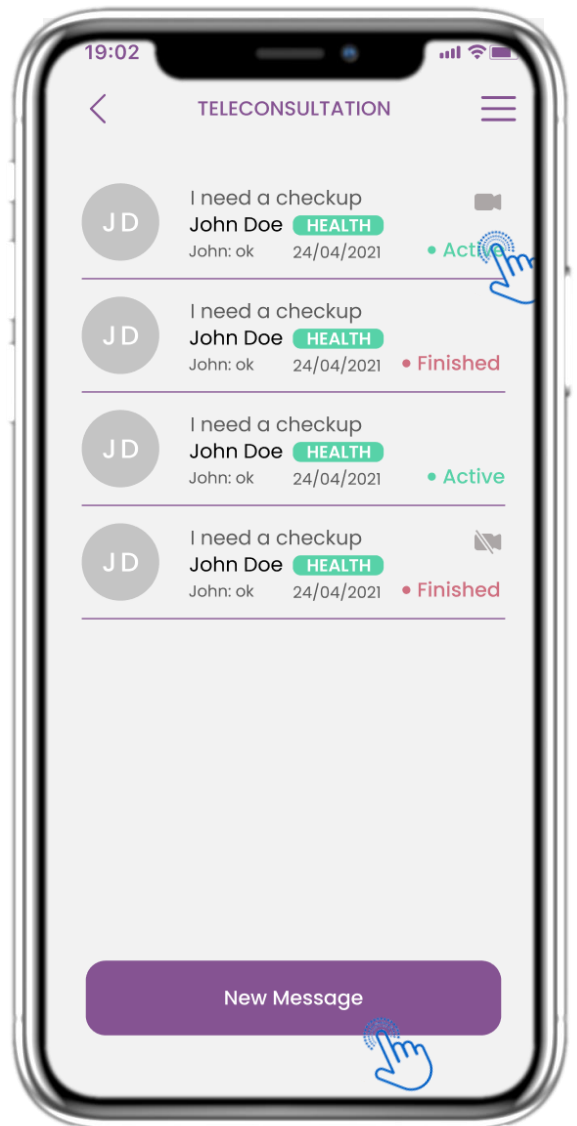 19:02
TELECONSULTATION
JD
I need a checkup
John Doe HEALTH
John: ok 24/04/2021 • Active
JD
I need a checkup
John Doe HEALTH
John: ok 24/04/2021 • Finished
JD
I need a checkup
John Doe HEALTH
John: ok 24/04/2021 • Active
JD
I need a checkup
John Doe HEALTH
John: ok 24/04/2021 • Finished
New Message